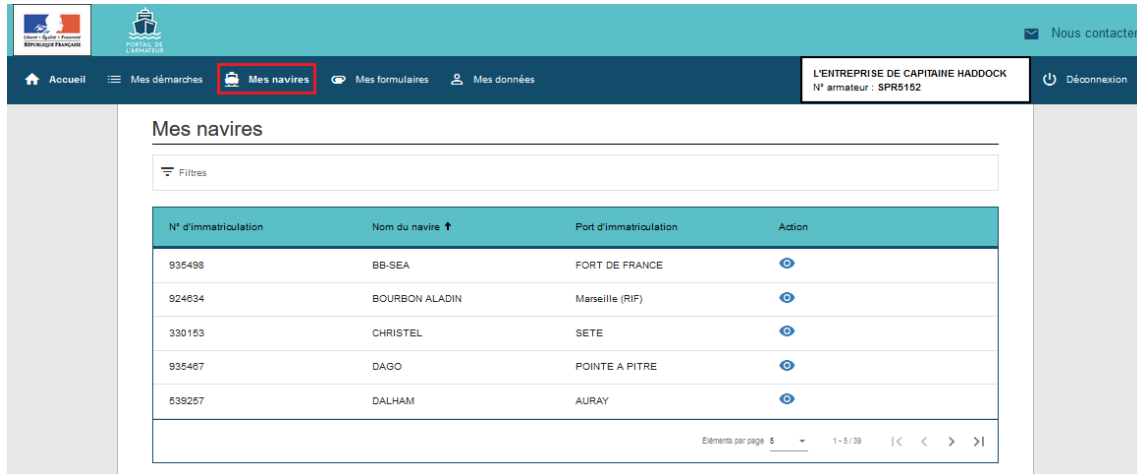 Liberté • Égalité • Fraternité
RÉPUBLIQUE FRANÇAISE
PORTAIL DE
L'ARMATEUR
Nous contacter
Accueil
Mes démarches
Mes navires
Mes formulaires
Mes données
L'ENTREPRISE DE CAPITAINE HADDOCK
N° armateur : SPR5152
Déconnexion
Mes navires
Filtres
N° d'immatriculation Nom du navire Port d'immatriculation Action
935498 BB-SEA FORT DE FRANCE
924634 BOURBON ALADIN Marseille (RIF)
330153 CHRISTEL SETE
935467 DAGO POINTE A PITRE
539257 DALHAM AURAY
Éléments par page 5 1 - 5 / 39